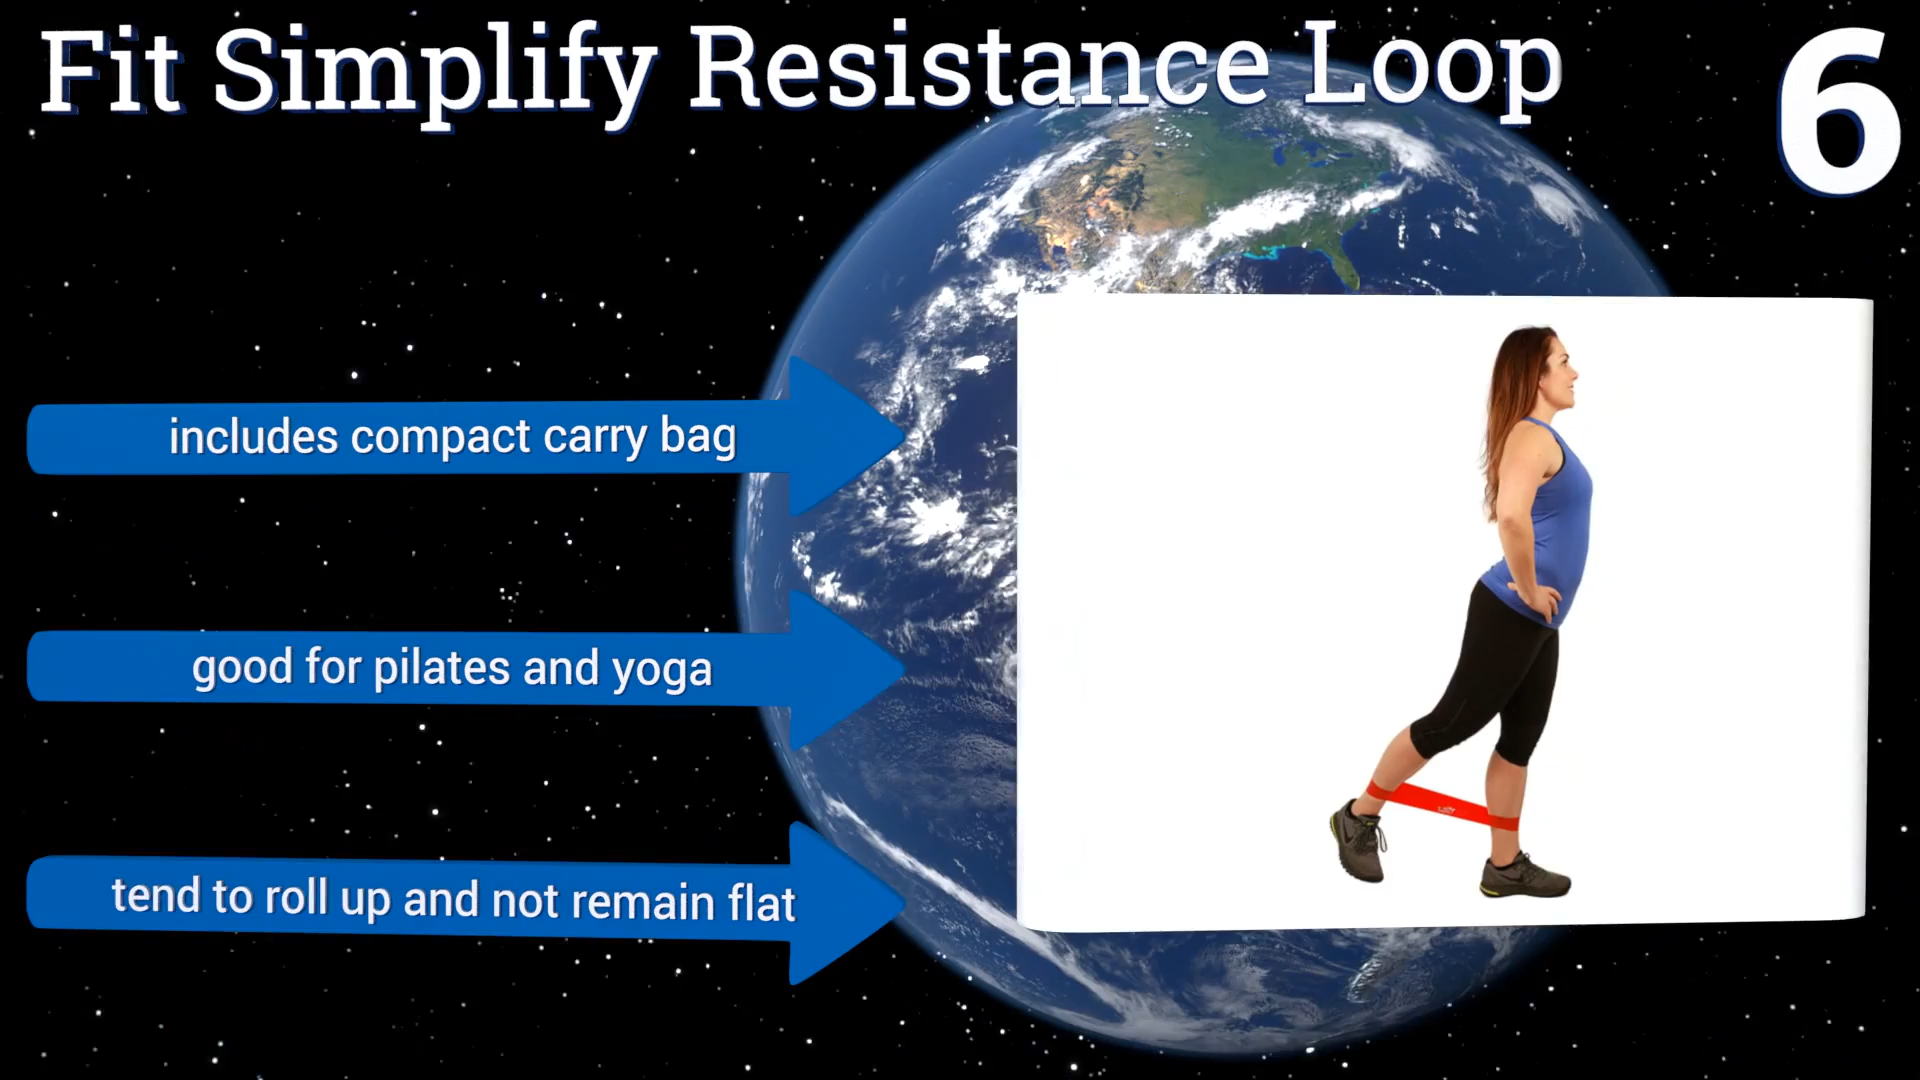 Fit Simplify Resistance Loop
6
includes compact carry bag
good for pilates and yoga
tend to roll up and not remain flat